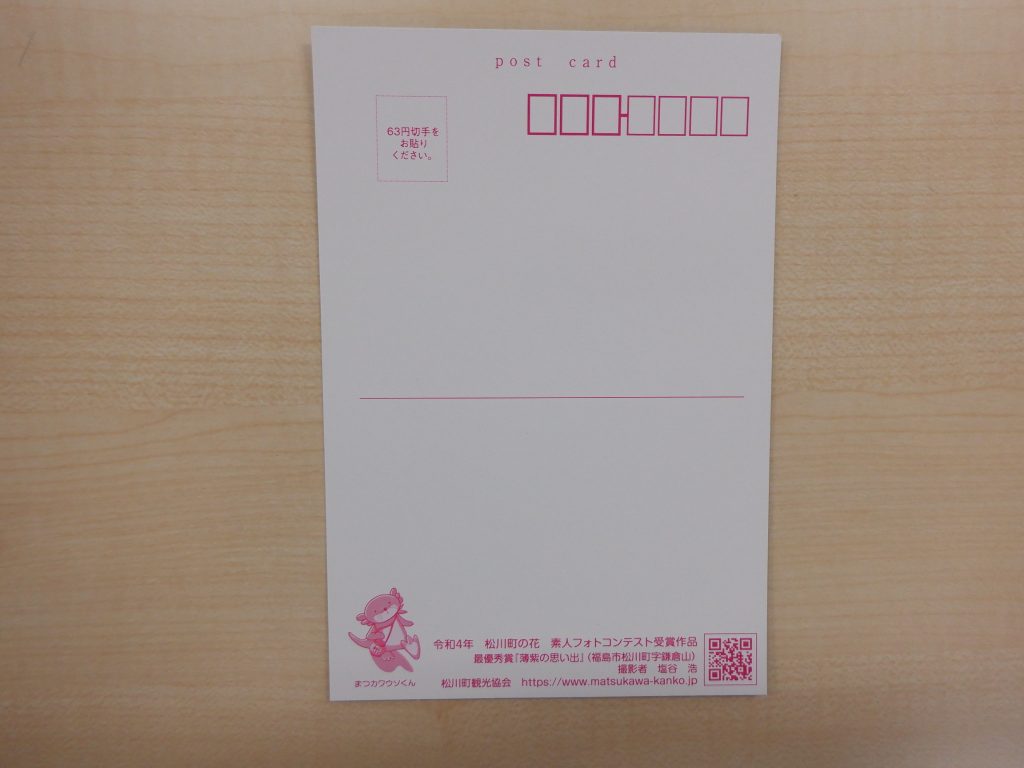 post card
63円切手を
お貼り
ください。
令和4年 松川町の花 素人フォトコンテスト受賞作品
最優秀賞「薄紫の思い出」(福島市松川町字鎌倉山)
撮影者 塩谷 浩
まつカワウソくん
松川町観光協会 https://www.matsukawa-kanko.jp